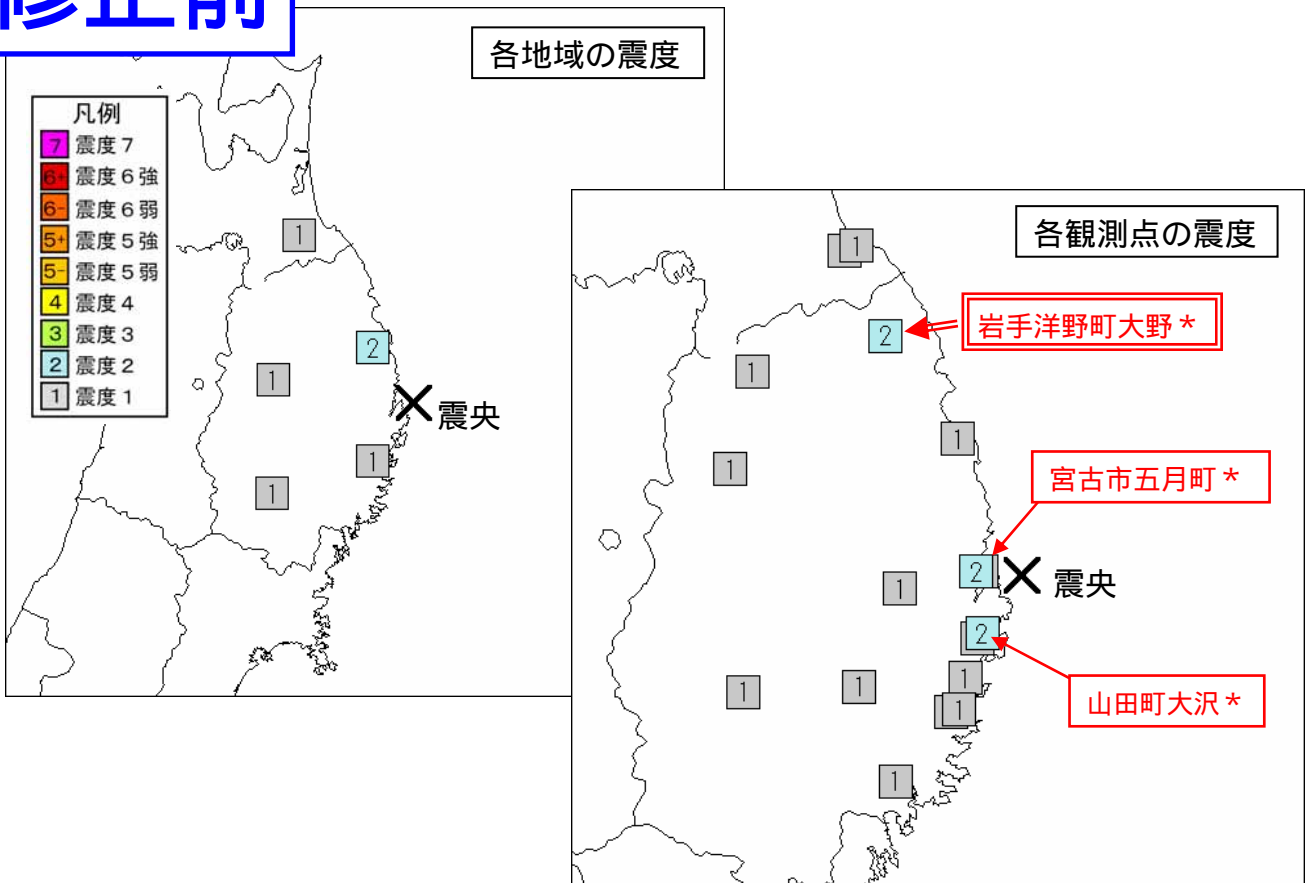 修正前
各地域の震度
凡例
7 震度7
6+ 震度6強
6- 震度6弱
5+ 震度5強
5- 震度5弱
4 震度4
3 震度3
2 震度2
1 震度1
1
2
1
震央
1
1
各観測点の震度
1
岩手洋野町大野*
2
1
1
1
宮古市五月町*
2
震央
1
2
1
1
1
山田町大沢*
1
1